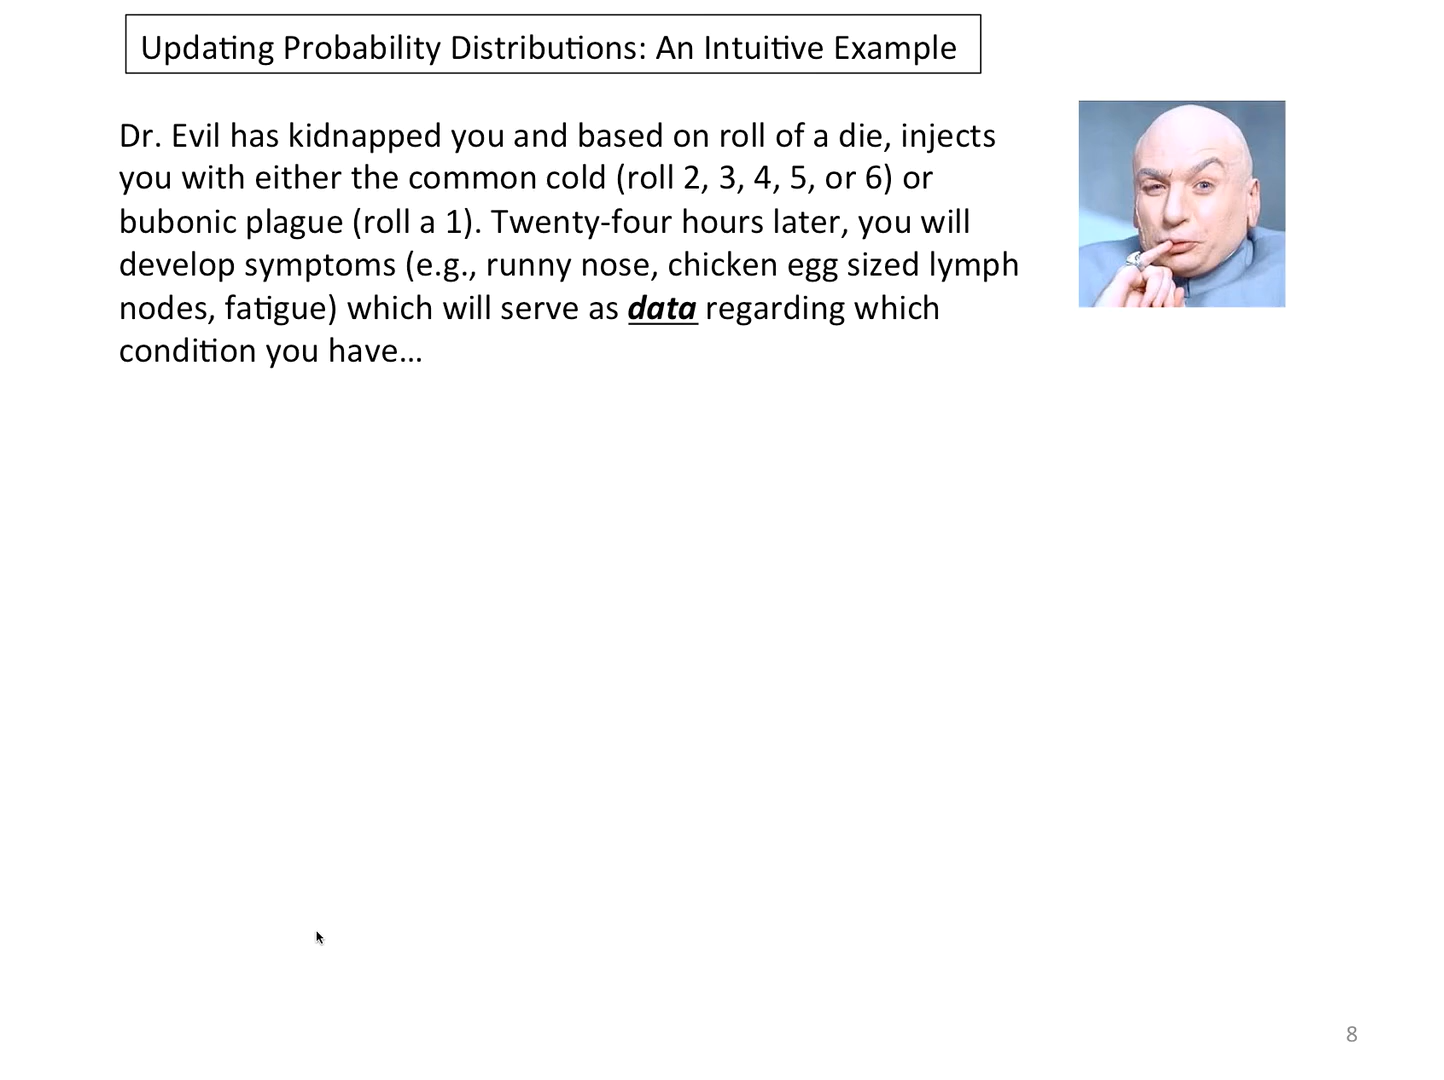 Updating Probability Distributions: An Intuitive Example
Dr. Evil has kidnapped you and based on roll of a die, injects
you with either the common cold (roll 2, 3, 4, 5, or 6) or
bubonic plague (roll a 1). Twenty-four hours later, you will
develop symptoms (e.g., runny nose, chicken egg sized lymph
nodes, fatigue) which will serve as data regarding which
condition you have…
8